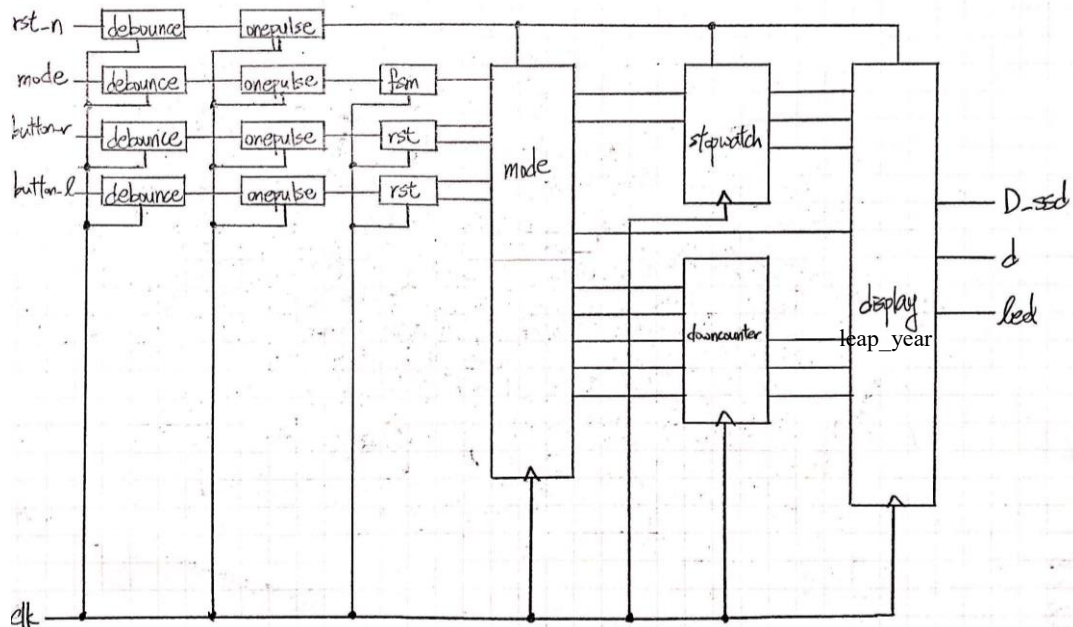 rst_n debounce onepulse
mode debounce onepulse fsm
button_r debounce onepulse rst
button_l debounce onepulse rst
mode
stopwatch
downcounter
display
leap_year
D_ssd
d
led
clk